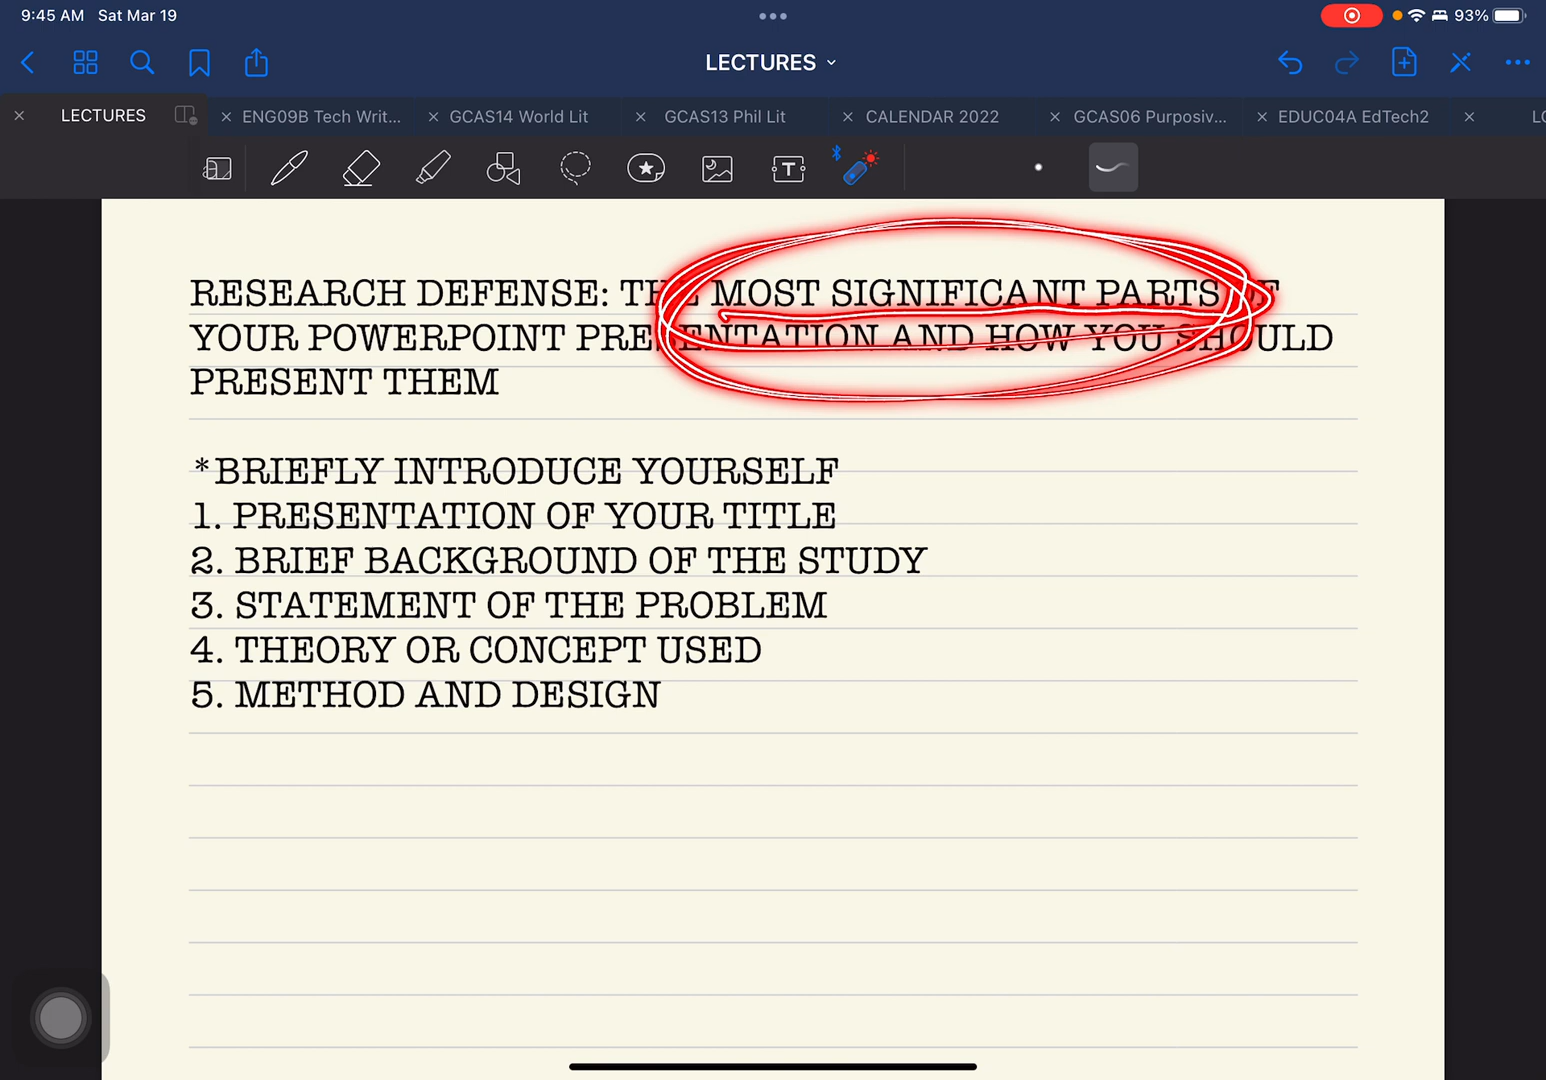 9:45 AM Sat Mar 19
93%
LECTURES
LECTURES
ENG09B Tech Writ...
GCAS14 World Lit
GCAS13 Phil Lit
CALENDAR 2022
GCAS06 Purposiv...
EDUC04A EdTech2
RESEARCH DEFENSE: THE MOST SIGNIFICANT PARTS OF
YOUR POWERPOINT PRESENTATION AND HOW YOU SHOULD
PRESENT THEM
*BRIEFLY INTRODUCE YOURSELF
1. PRESENTATION OF YOUR TITLE
2. BRIEF BACKGROUND OF THE STUDY
3. STATEMENT OF THE PROBLEM
4. THEORY OR CONCEPT USED
5. METHOD AND DESIGN